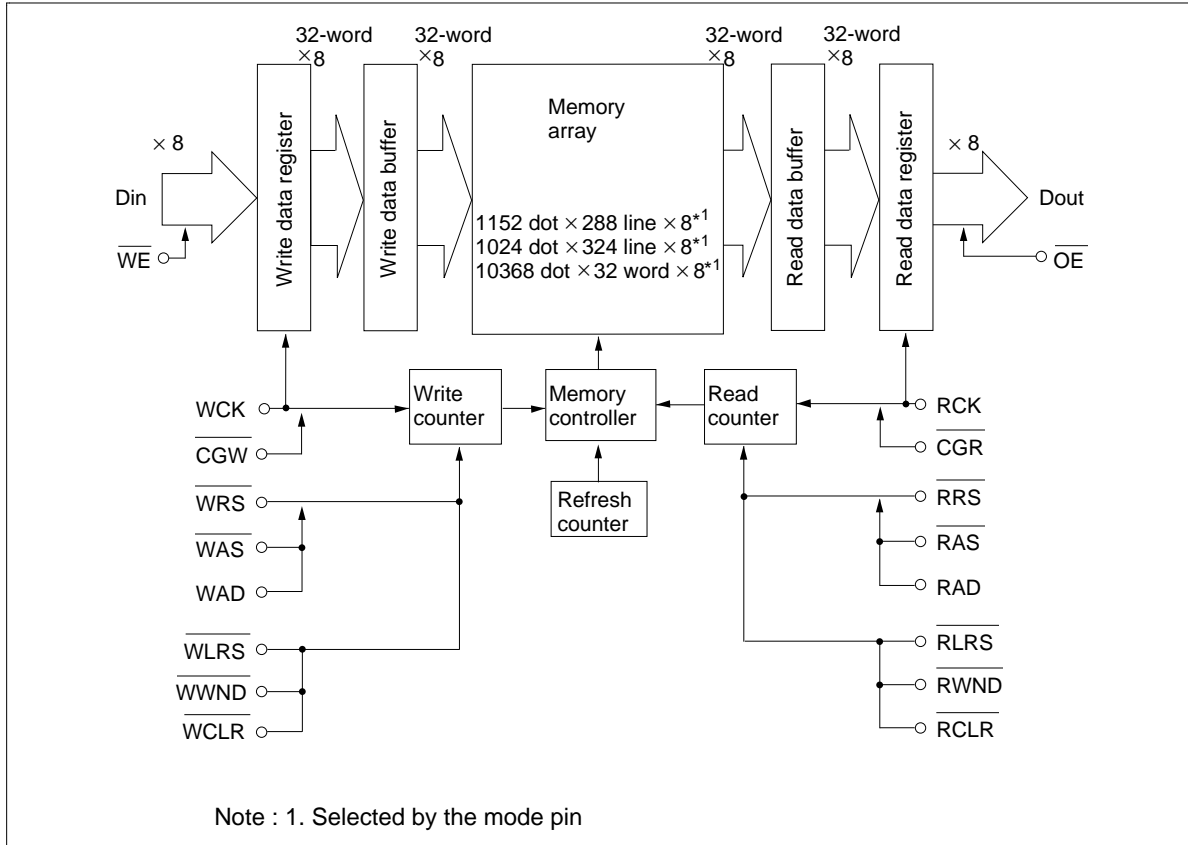 32-word
×8
32-word
×8
32-word
×8
32-word
×8
Write data register
Write data buffer
Memory
array
1152 dot × 288 line × 8*1
1024 dot × 324 line × 8*1
10368 dot × 32 word × 8*1
Read data buffer
Read data register
× 8
Din
WE
× 8
Dout
OE
WCK
CGW
WRS
WAS
WAD
WLRS
WWND
WCLR
Write
counter
Memory
controller
Read
counter
Refresh
counter
RCK
CGR
RRS
RAS
RAD
RLRS
RWND
RCLR
Note : 1. Selected by the mode pin